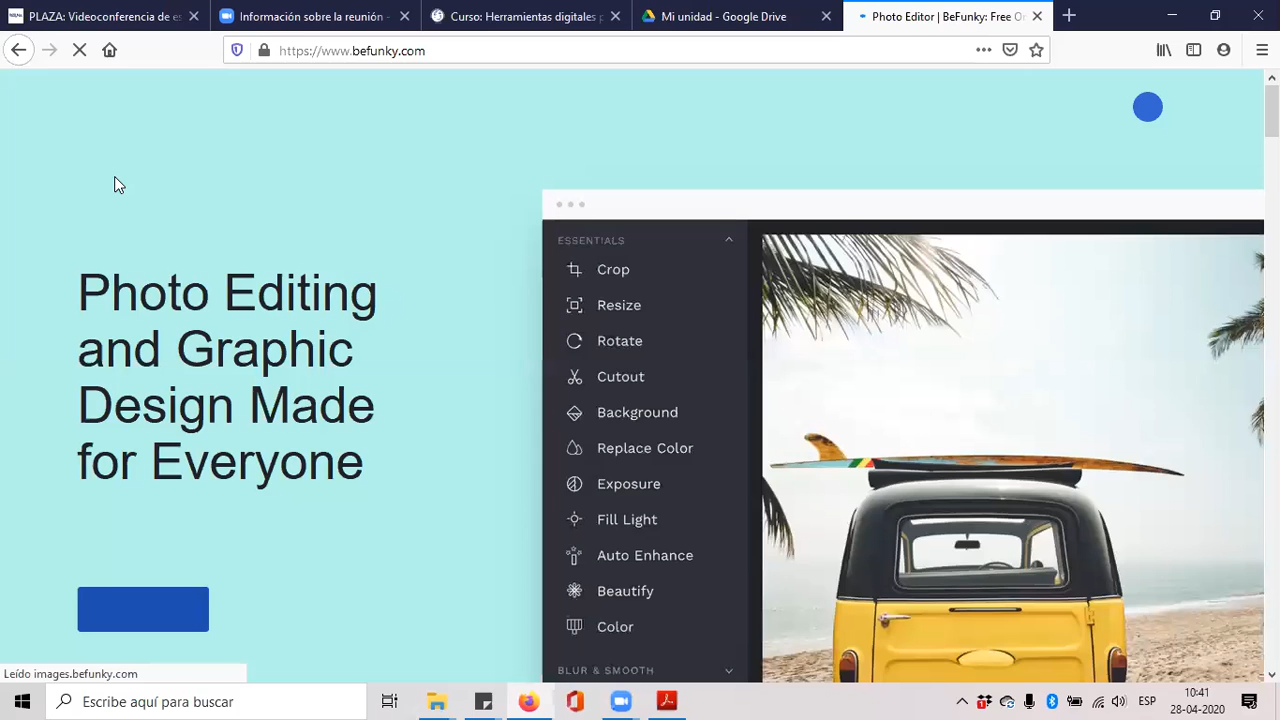 PLAZA: Videoconferencia de es
Información sobre la reunión -
Curso: Herramientas digitales p
Mi unidad - Google Drive
Photo Editor | BeFunky: Free On
https://www.befunky.com
Photo Editing
and Graphic
Design Made
for Everyone
ESSENTIALS
Crop
Resize
Rotate
Cutout
Background
Replace Color
Exposure
Fill Light
Auto Enhance
Beautify
Color
BLUR & SMOOTH
Leído images.befunky.com
Escribe aquí para buscar
ESP
10:41
28-04-2020